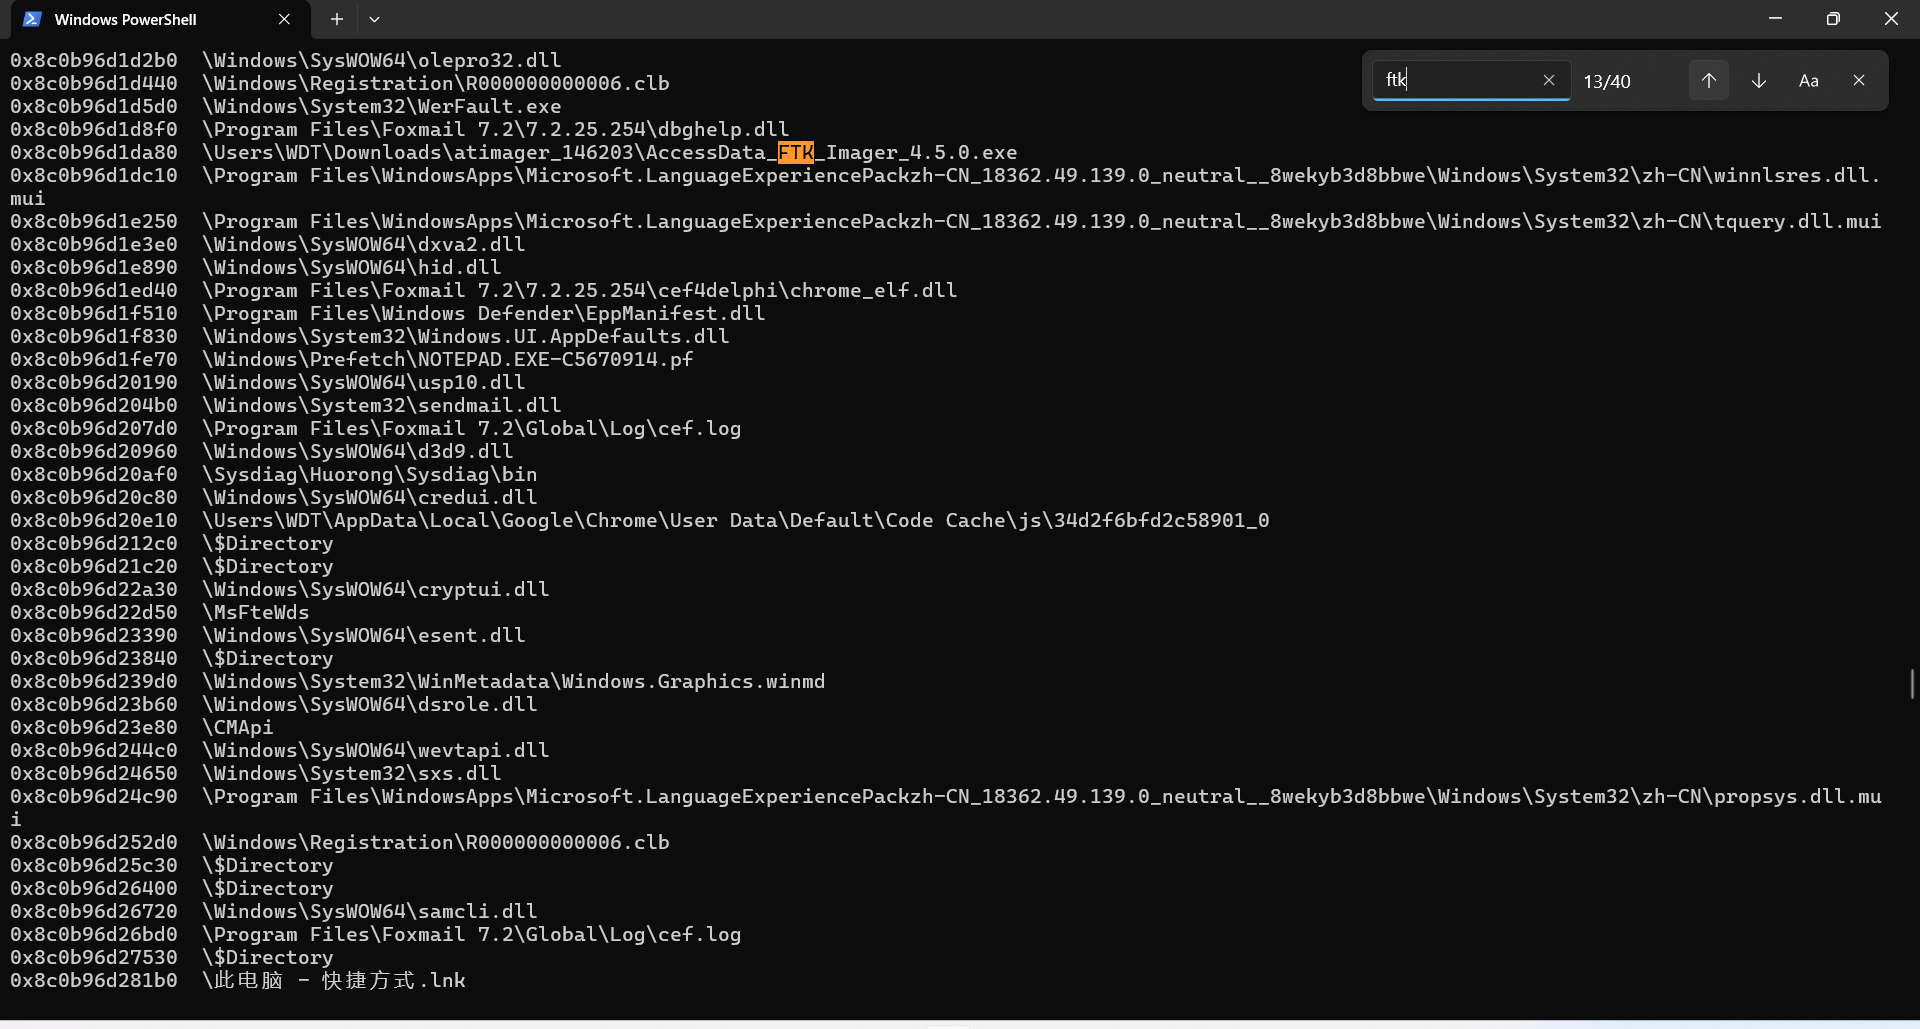 Windows PowerShell
ftk
13/40
Aa
0x8c0b96d1d2b0 \Windows\SysWOW64\olepro32.dll
0x8c0b96d1d440 \Windows\Registration\R000000000006.clb
0x8c0b96d1d5d0 \Windows\System32\WerFault.exe
0x8c0b96d1d8f0 \Program Files\Foxmail 7.2\7.2.25.254\dbghelp.dll
0x8c0b96d1da80 \Users\WDT\Downloads\atimager_146203\AccessData_FTK_Imager_4.5.0.exe
0x8c0b96d1dc10 \Program Files\WindowsApps\Microsoft.LanguageExperiencePackzh-CN_18362.49.139.0_neutral__8wekyb3d8bbwe\Windows\System32\zh-CN\winnlsres.dll.
mui
0x8c0b96d1e250 \Program Files\WindowsApps\Microsoft.LanguageExperiencePackzh-CN_18362.49.139.0_neutral__8wekyb3d8bbwe\Windows\System32\zh-CN\tquery.dll.mui
0x8c0b96d1e3e0 \Windows\SysWOW64\dxva2.dll
0x8c0b96d1e890 \Windows\SysWOW64\hid.dll
0x8c0b96d1ed40 \Program Files\Foxmail 7.2\7.2.25.254\cef4delphi\chrome_elf.dll
0x8c0b96d1f510 \Program Files\Windows Defender\EppManifest.dll
0x8c0b96d1f830 \Windows\System32\Windows.UI.AppDefaults.dll
0x8c0b96d1fe70 \Windows\Prefetch\NOTEPAD.EXE-C5670914.pf
0x8c0b96d20190 \Windows\SysWOW64\usp10.dll
0x8c0b96d204b0 \Windows\System32\sendmail.dll
0x8c0b96d207d0 \Program Files\Foxmail 7.2\Global\Log\cef.log
0x8c0b96d20960 \Windows\SysWOW64\d3d9.dll
0x8c0b96d20af0 \Sysdiag\Huorong\Sysdiag\bin
0x8c0b96d20c80 \Windows\SysWOW64\credui.dll
0x8c0b96d20e10 \Users\WDT\AppData\Local\Google\Chrome\User Data\Default\Code Cache\js\34d2f6bfd2c58901_0
0x8c0b96d212c0 \$Directory
0x8c0b96d21c20 \$Directory
0x8c0b96d22a30 \Windows\SysWOW64\cryptui.dll
0x8c0b96d22d50 \MsFteWds
0x8c0b96d23390 \Windows\SysWOW64\esent.dll
0x8c0b96d23840 \$Directory
0x8c0b96d239d0 \Windows\System32\WinMetadata\Windows.Graphics.winmd
0x8c0b96d23b60 \Windows\SysWOW64\dsrole.dll
0x8c0b96d23e80 \CMApi
0x8c0b96d244c0 \Windows\SysWOW64\wevtapi.dll
0x8c0b96d24650 \Windows\System32\sxs.dll
0x8c0b96d24c90 \Program Files\WindowsApps\Microsoft.LanguageExperiencePackzh-CN_18362.49.139.0_neutral__8wekyb3d8bbwe\Windows\System32\zh-CN\propsys.dll.mu
i
0x8c0b96d252d0 \Windows\Registration\R000000000006.clb
0x8c0b96d25c30 \$Directory
0x8c0b96d26400 \$Directory
0x8c0b96d26720 \Windows\SysWOW64\samcli.dll
0x8c0b96d26bd0 \Program Files\Foxmail 7.2\Global\Log\cef.log
0x8c0b96d27530 \$Directory
0x8c0b96d281b0 \此电脑 - 快捷方式.lnk